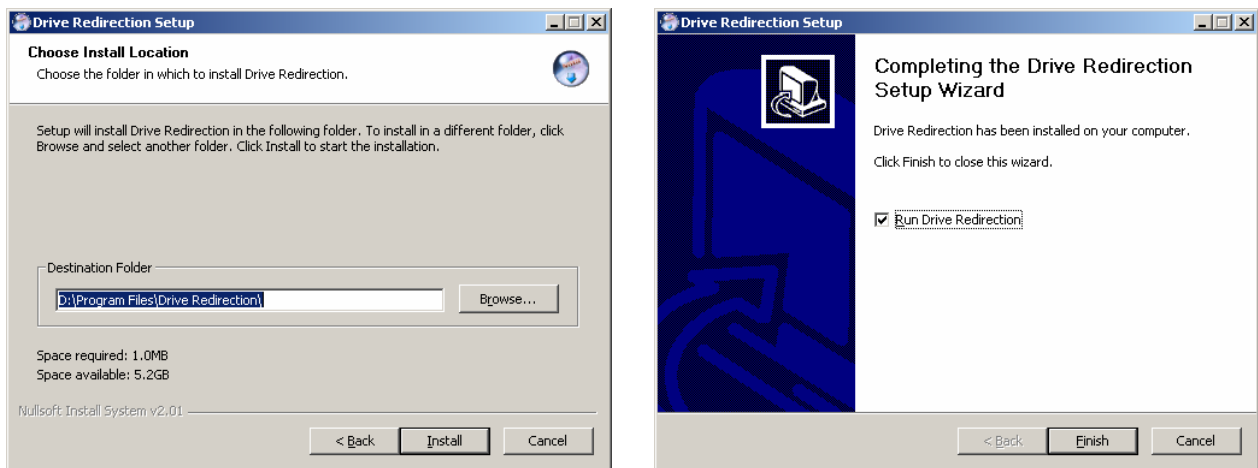 Drive Redirection Setup
Choose Install Location
Choose the folder in which to install Drive Redirection.
Setup will install Drive Redirection in the following folder. To install in a different folder, click
Browse and select another folder. Click Install to start the installation.
Destination Folder
D:\Program Files\Drive Redirection\
Browse...
Space required: 1.0MB
Space available: 5.2GB
Nullsoft Install System v2.01
< Back
Install
Cancel
Drive Redirection Setup
Completing the Drive Redirection
Setup Wizard
Drive Redirection has been installed on your computer.
Click Finish to close this wizard.
Run Drive Redirection
< Back
Finish
Cancel